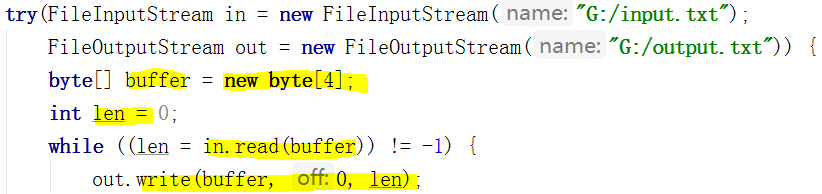 try(FileInputStream in = new FileInputStream( name: "G:/input.txt");
FileOutputStream out = new FileOutputStream( name: "G:/output.txt")) {
byte[] buffer = new byte[4];
int len = 0;
while ((len = in.read(buffer)) != -1) {
out.write(buffer, off: 0, len);